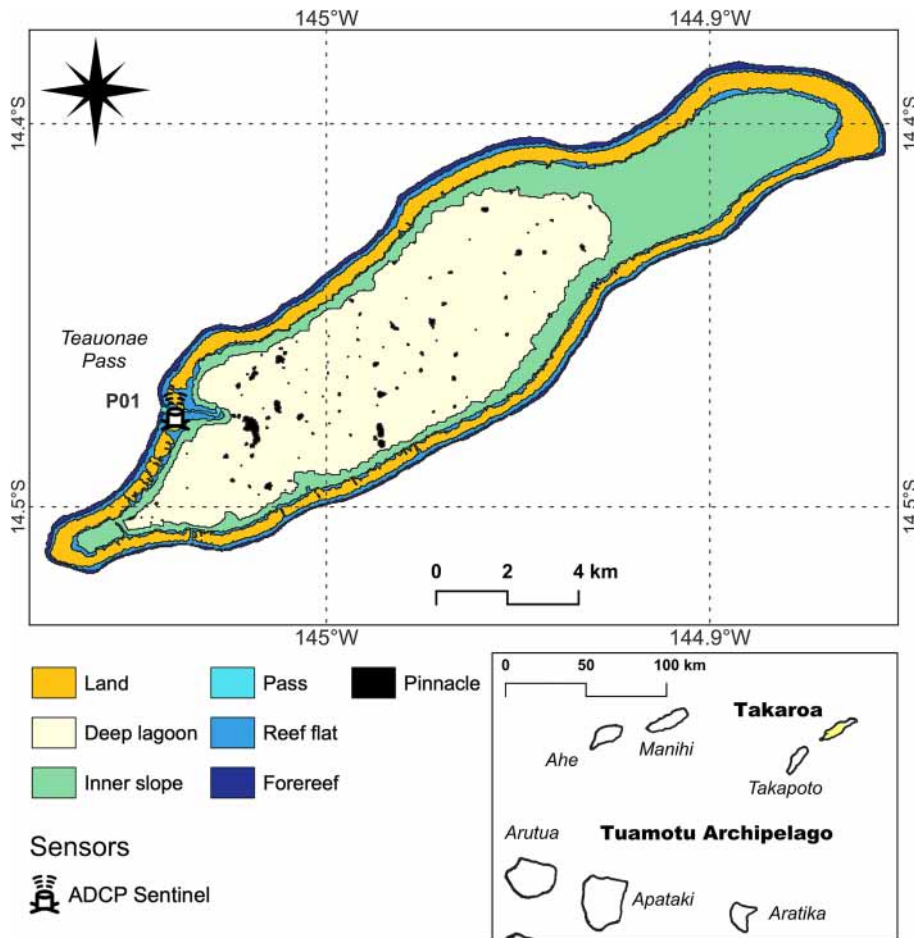 145°W 144.9°W
14.4°S 14.4°S
Teauonae
Pass
P01
14.5°S 14.5°S
0 2 4 km
145°W 144.9°W
Land
Pass
Pinnacle
Deep lagoon
Reef flat
Inner slope
Forereef
Sensors
ADCP Sentinel
0 50 100 km
Takaroa
Ahe
Manihi
Takapoto
Arutua
Tuamotu Archipelago
Apataki
Aratika